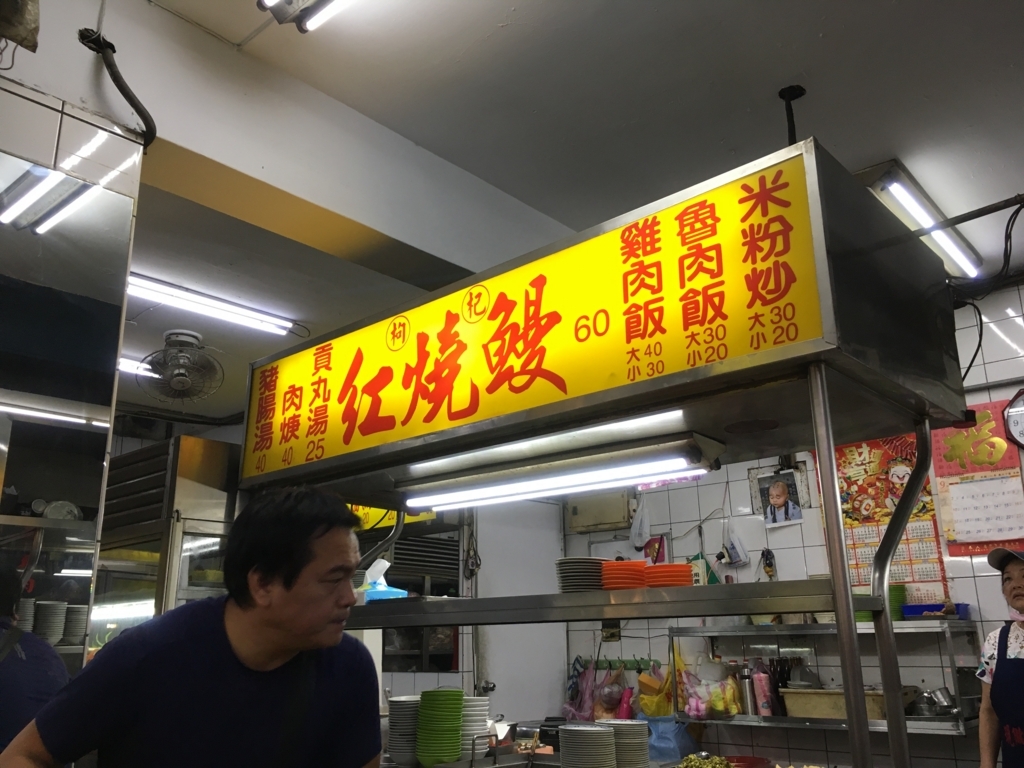 豬腸湯 40
肉羹 40
貢丸湯 25
枸杞
紅燒鰻 60
雞肉飯
大40
小30
魯肉飯
大30
小20
米粉炒
大30
小20
福